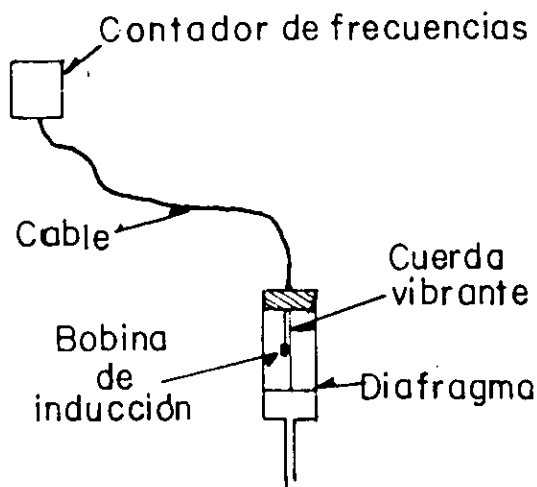 Contador de frecuencias
Cable
Cuerda
vibrante
Bobina
de
inducción
Diafragma